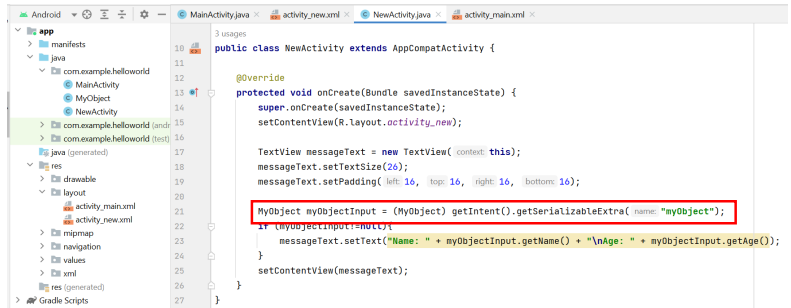 Android
MainActivity.java
activity_new.xml
NewActivity.java
activity_main.xml
app
manifests
java
com.example.helloworld
MainActivity
MyObject
NewActivity
com.example.helloworld (andr
com.example.helloworld (test)
java (generated)
res
drawable
layout
activity_main.xml
activity_new.xml
mipmap
navigation
values
xml
res (generated)
Gradle Scripts
3 usages
10 public class NewActivity extends AppCompatActivity {
11
12 @Override
13 protected void onCreate(Bundle savedInstanceState) {
14 super.onCreate(savedInstanceState);
15 setContentView(R.layout.activity_new);
16
17 TextView messageText = new TextView( context: this);
18 messageText.setTextSize(26);
19 messageText.setPadding( left: 16, top: 16, right: 16, bottom: 16);
20
21 MyObject myObjectInput = (MyObject) getIntent().getSerializableExtra( name: "myObject");
22 if (myObjectInput!=null){
23 messageText.setText("Name: " + myObjectInput.getName() + "\nAge: " + myObjectInput.getAge());
24 }
25 setContentView(messageText);
26 }
27 }